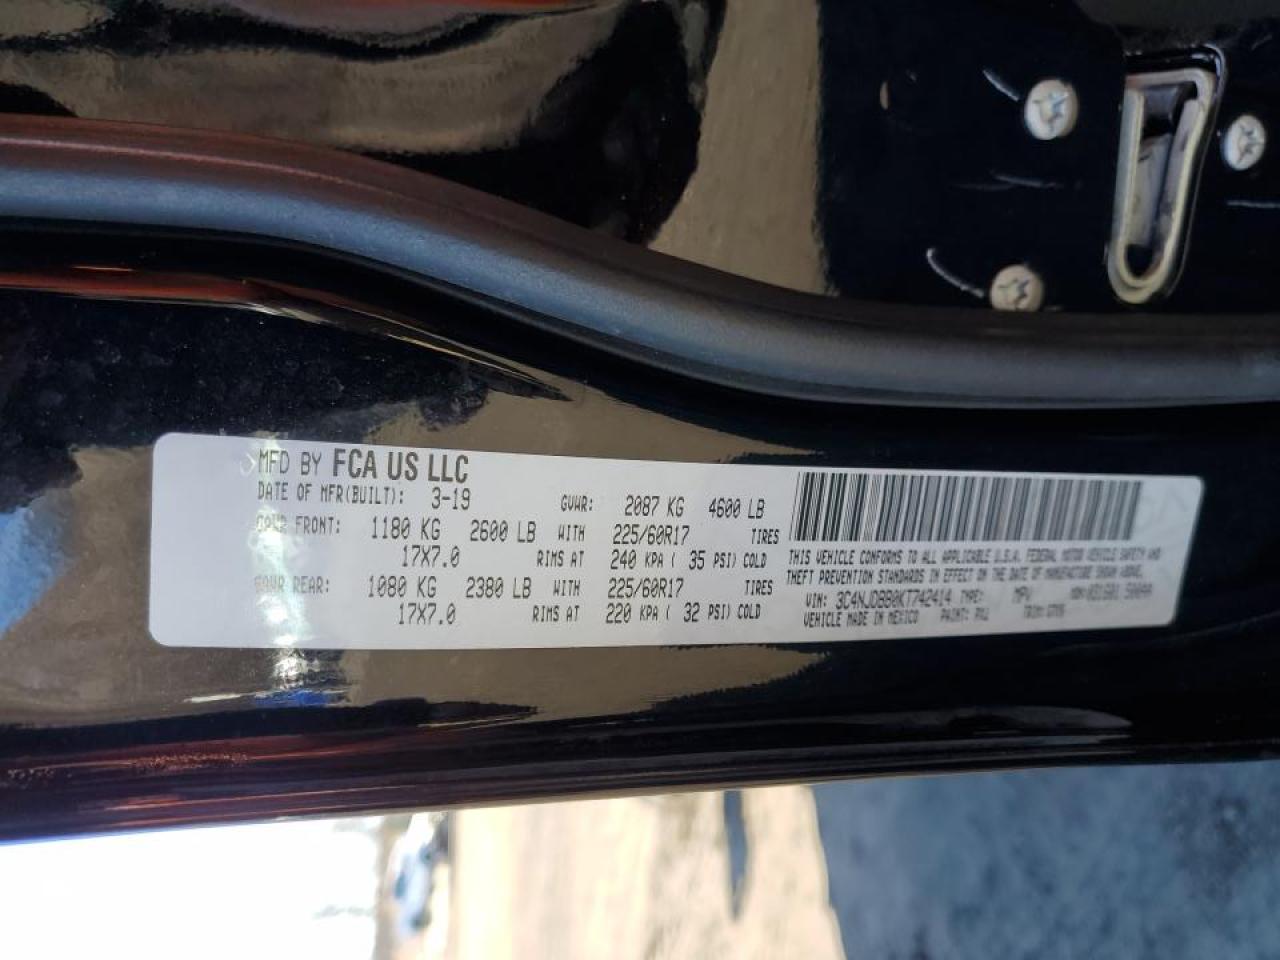 MFD BY FCA US LLC
DATE OF MFR(BUILT): 3-19 GVWR: 2087 KG 4600 LB
GAWR FRONT: 1180 KG 2600 LB WITH 225/60R17 TIRES
17X7.0 RIMS AT 240 KPA ( 35 PSI) COLD
GAWR REAR: 1080 KG 2380 LB WITH 225/60R17 TIRES
17X7.0 RIMS AT 220 KPA ( 32 PSI) COLD
THIS VEHICLE CONFORMS TO ALL APPLICABLE U.S.A. FEDERAL MOTOR VEHICLE SAFETY AND
THEFT PREVENTION STANDARDS IN EFFECT ON THE DATE OF MANUFACTURE SHOWN ABOVE.
VIN: 3C4NJDBB0KT742414 TYPE: MPV MDH:
VEHICLE MADE IN MEXICO PAINT: TRIM: